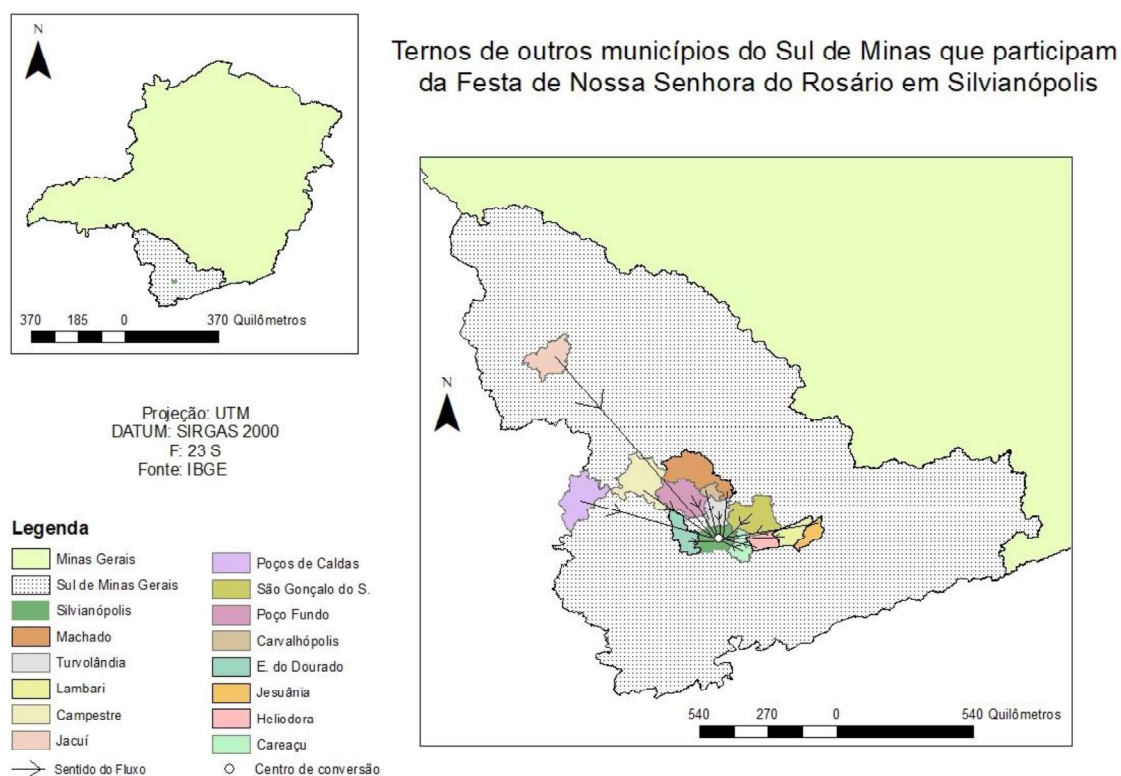 N
370 185 0 370 Quilômetros
Ternos de outros municípios do Sul de Minas que participam
da Festa de Nossa Senhora do Rosário em Silvianópolis
Projeção: UTM
DATUM: SIRGAS 2000
F: 23 S
Fonte: IBGE
N
540 270 0 540 Quilômetros
Legenda
Minas Gerais
Sul de Minas Gerais
Silvianópolis
Machado
Turvolândia
Lambari
Campestre
Jacuí
Sentido do Fluxo
Poços de Caldas
São Gonçalo do S.
Poço Fundo
Carvalhópolis
E. do Dourado
Jesuânia
Heliodora
Careaçu
Centro de conversão